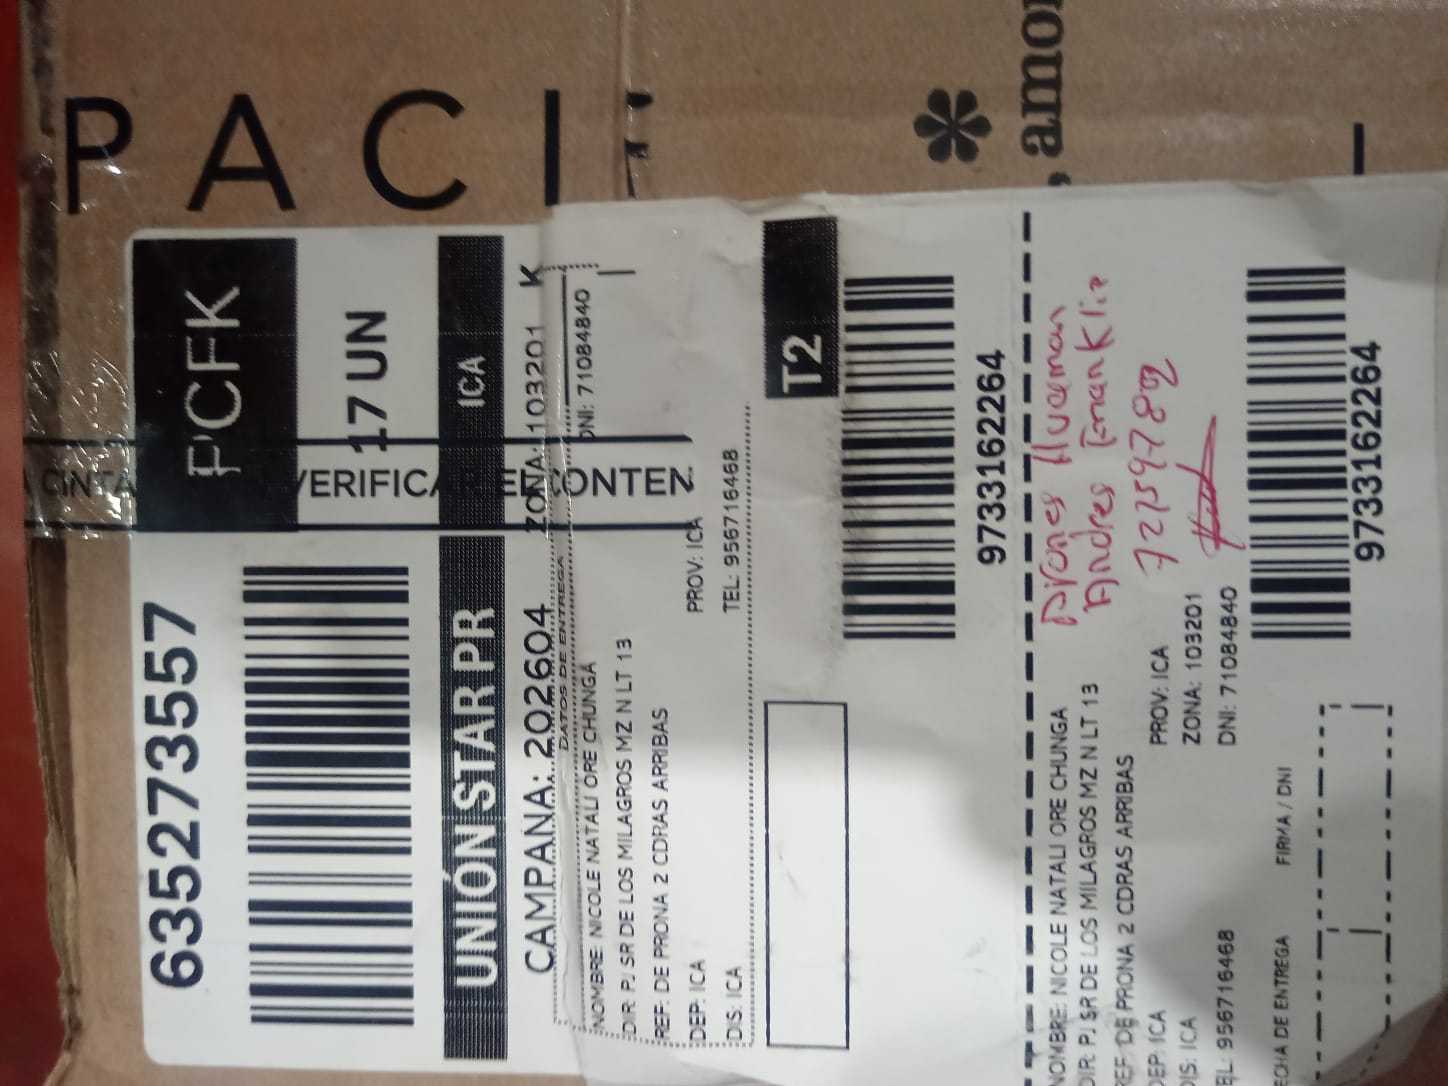 PACI
*
, amor
PCFK
17 UN
635273557
CINTA VERIFICA EL CONTEN
UNIÓN STAR PR ICA
CAMPAÑA: 202604 ZONA: 103201 K
DATOS DE ENTREGA
NOMBRE: NICOLE NATALI ORE CHUNGA DNI: 71084840
DIR: PJ SR DE LOS MILAGROS MZ N LT 13
REF: DE PRONA 2 CDRAS ARRIBAS
DEP: ICA PROV: ICA
DIS: ICA TEL: 956716468
T2
9733162264
Andres
NOMBRE: NICOLE NATALI ORE CHUNGA
DIR: PJ SR DE LOS MILAGROS MZ N LT 13
REF: DE PRONA 2 CDRAS ARRIBAS
DEP: ICA PROV: ICA
DIS: ICA ZONA: 103201
TEL: 956716468 DNI: 71084840
FECHA DE ENTREGA FIRMA / DNI
9733162264